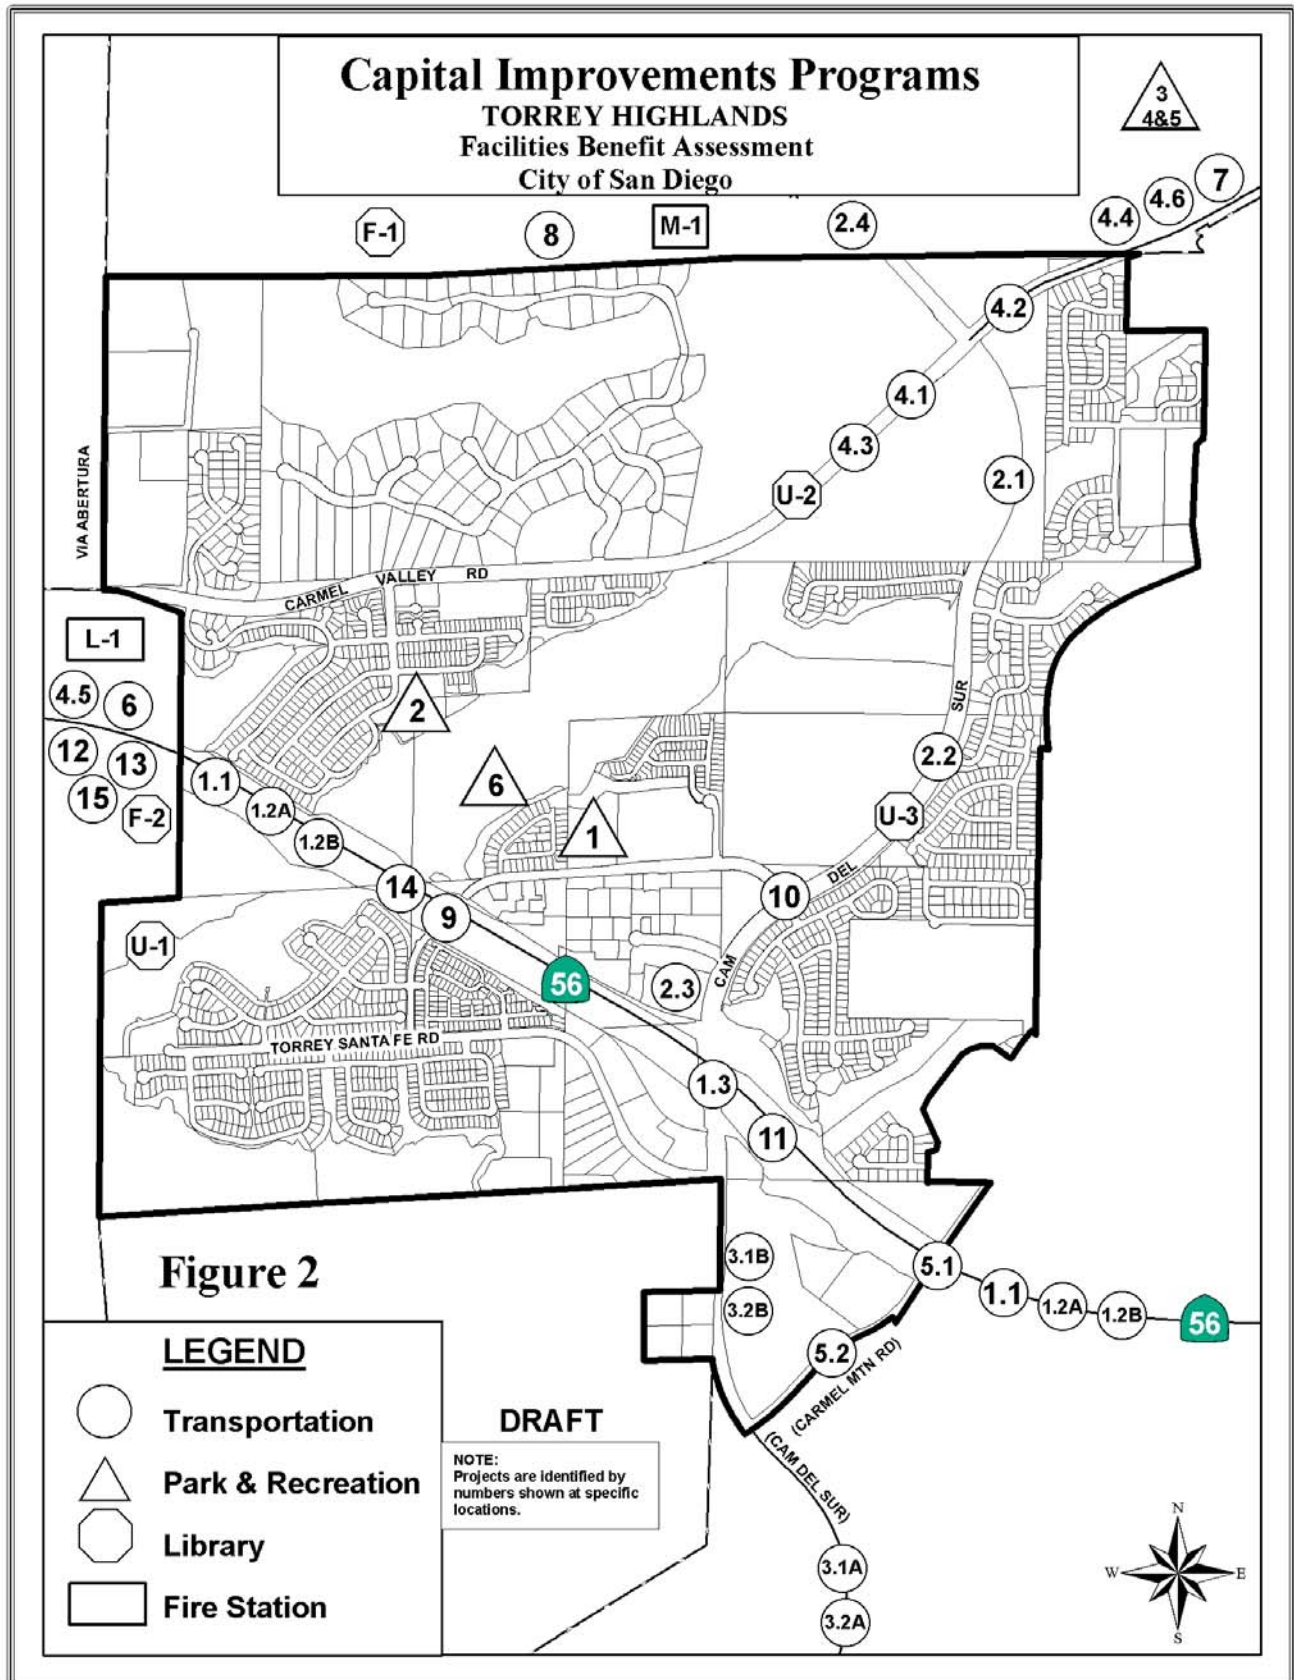 Capital Improvements Programs
TORREY HIGHLANDS
Facilities Benefit Assessment
City of San Diego
3
4&5
7
4.6
4.4
F-1
8
M-1
2.4
4.2
4.1
4.3
U-2
2.1
VIA ABERTURA
CARMEL VALLEY RD
L-1
4.5
6
12
13
15
F-2
1.1
1.2A
1.2B
2
6
1
SUR
2.2
U-3
DEL
10
14
9
U-1
CAM
56
2.3
TORREY SANTA FE RD
1.3
11
3.1B
3.2B
5.1
1.1
1.2A
1.2B
56
5.2
(CARMEL MTN RD)
(CAM DEL SUR)
3.1A
3.2A
Figure 2
LEGEND
Transportation
Park & Recreation
Library
Fire Station
DRAFT
NOTE:
Projects are identified by
numbers shown at specific
locations.
N
W
E
S